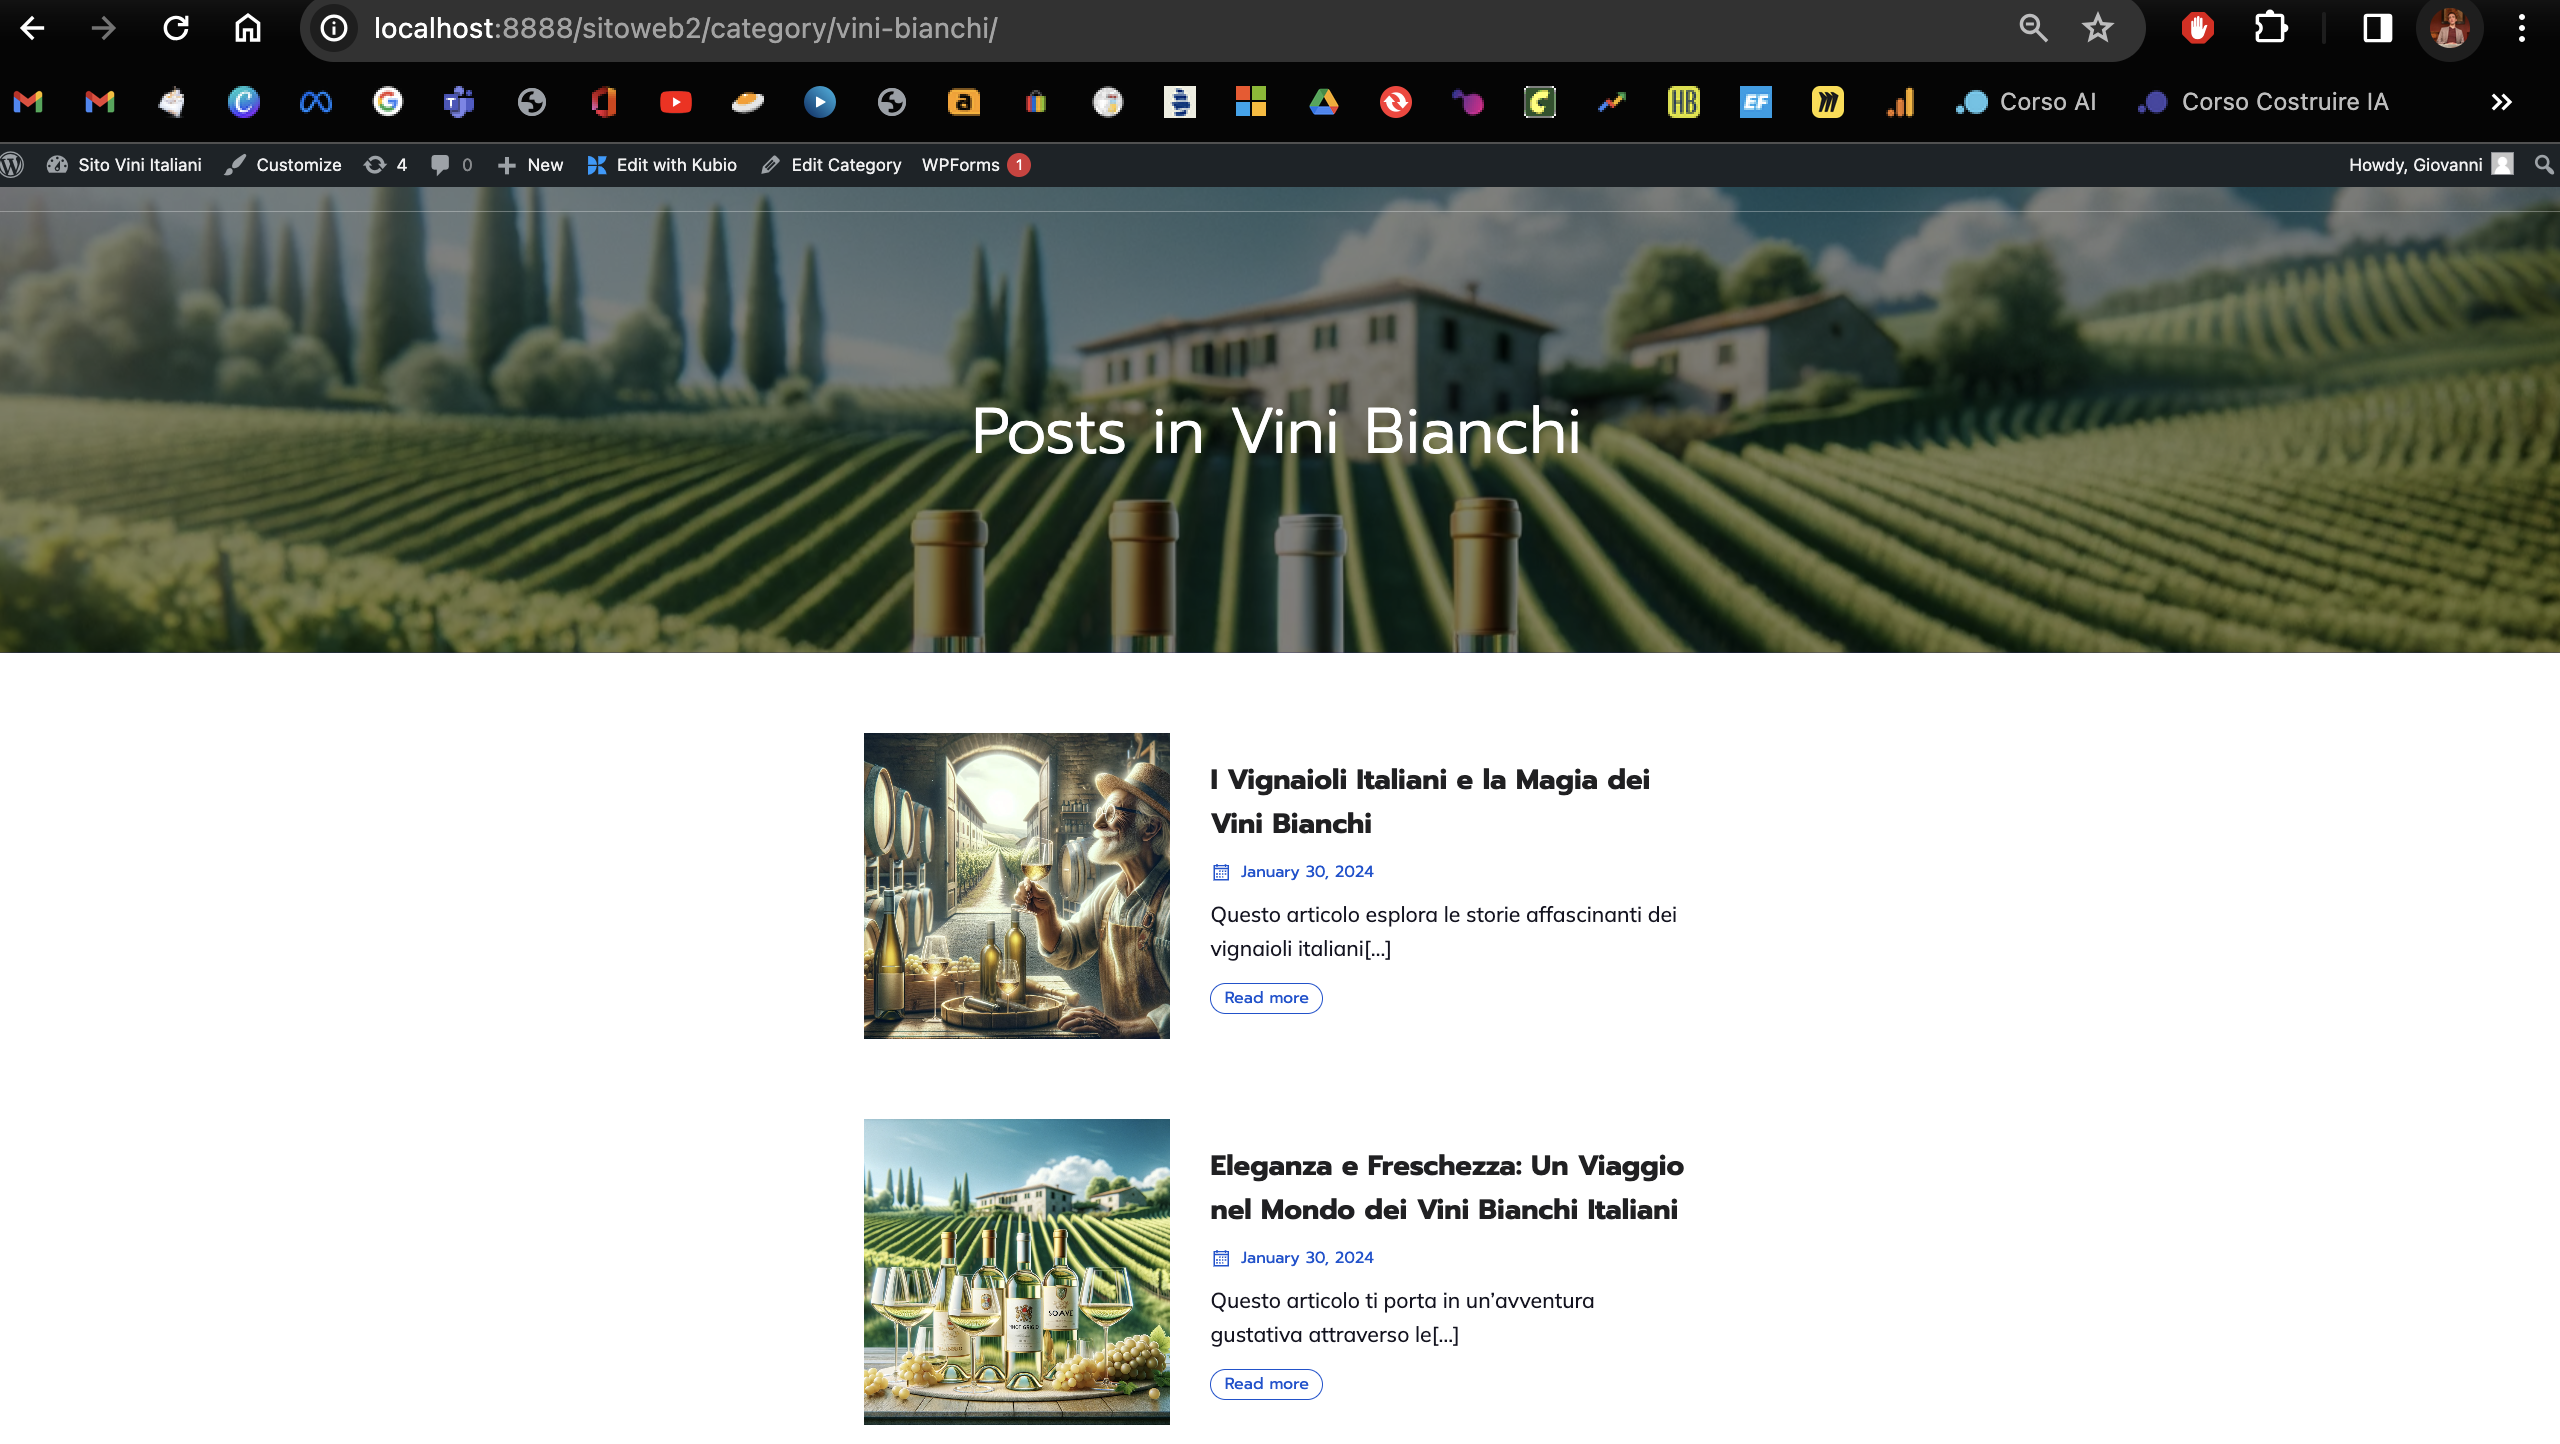 localhost:8888/sitoweb2/category/vini-bianchi/
Corso AI
Corso Costruire IA
Sito Vini Italiani
Customize
4
0
New
Edit with Kubio
Edit Category
WPForms 1
Howdy, Giovanni
Posts in Vini Bianchi
I Vignaioli Italiani e la Magia dei
Vini Bianchi
January 30, 2024
Questo articolo esplora le storie affascinanti dei
vignaioli italiani[…]
Read more
Eleganza e Freschezza: Un Viaggio
nel Mondo dei Vini Bianchi Italiani
January 30, 2024
Questo articolo ti porta in un’avventura
gustativa attraverso le[…]
Read more
SOAVE